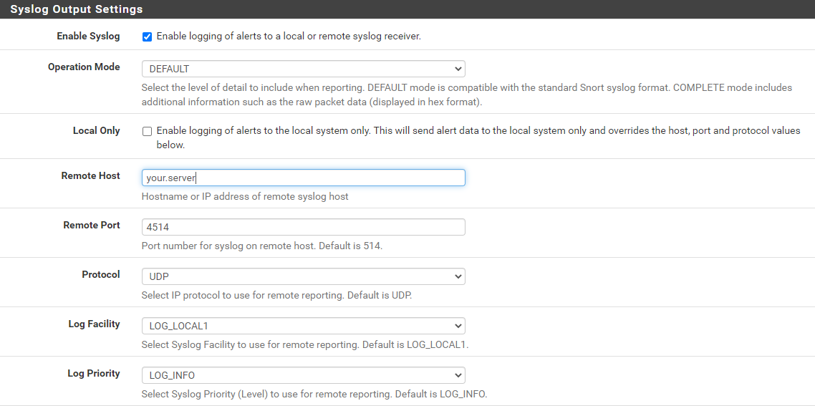 Syslog Output Settings
Enable Syslog
Enable logging of alerts to a local or remote syslog receiver.
Operation Mode
DEFAULT
Select the level of detail to include when reporting. DEFAULT mode is compatible with the standard Snort syslog format. COMPLETE mode includes
additional information such as the raw packet data (displayed in hex format).
Local Only
Enable logging of alerts to the local system only. This will send alert data to the local system only and overrides the host, port and protocol values
below.
Remote Host
your.server
Hostname or IP address of remote syslog host
Remote Port
4514
Port number for syslog on remote host. Default is 514.
Protocol
UDP
Select IP protocol to use for remote reporting. Default is UDP.
Log Facility
LOG_LOCAL1
Select Syslog Facility to use for remote reporting. Default is LOG_LOCAL1.
Log Priority
LOG_INFO
Select Syslog Priority (Level) to use for remote reporting. Default is LOG_INFO.